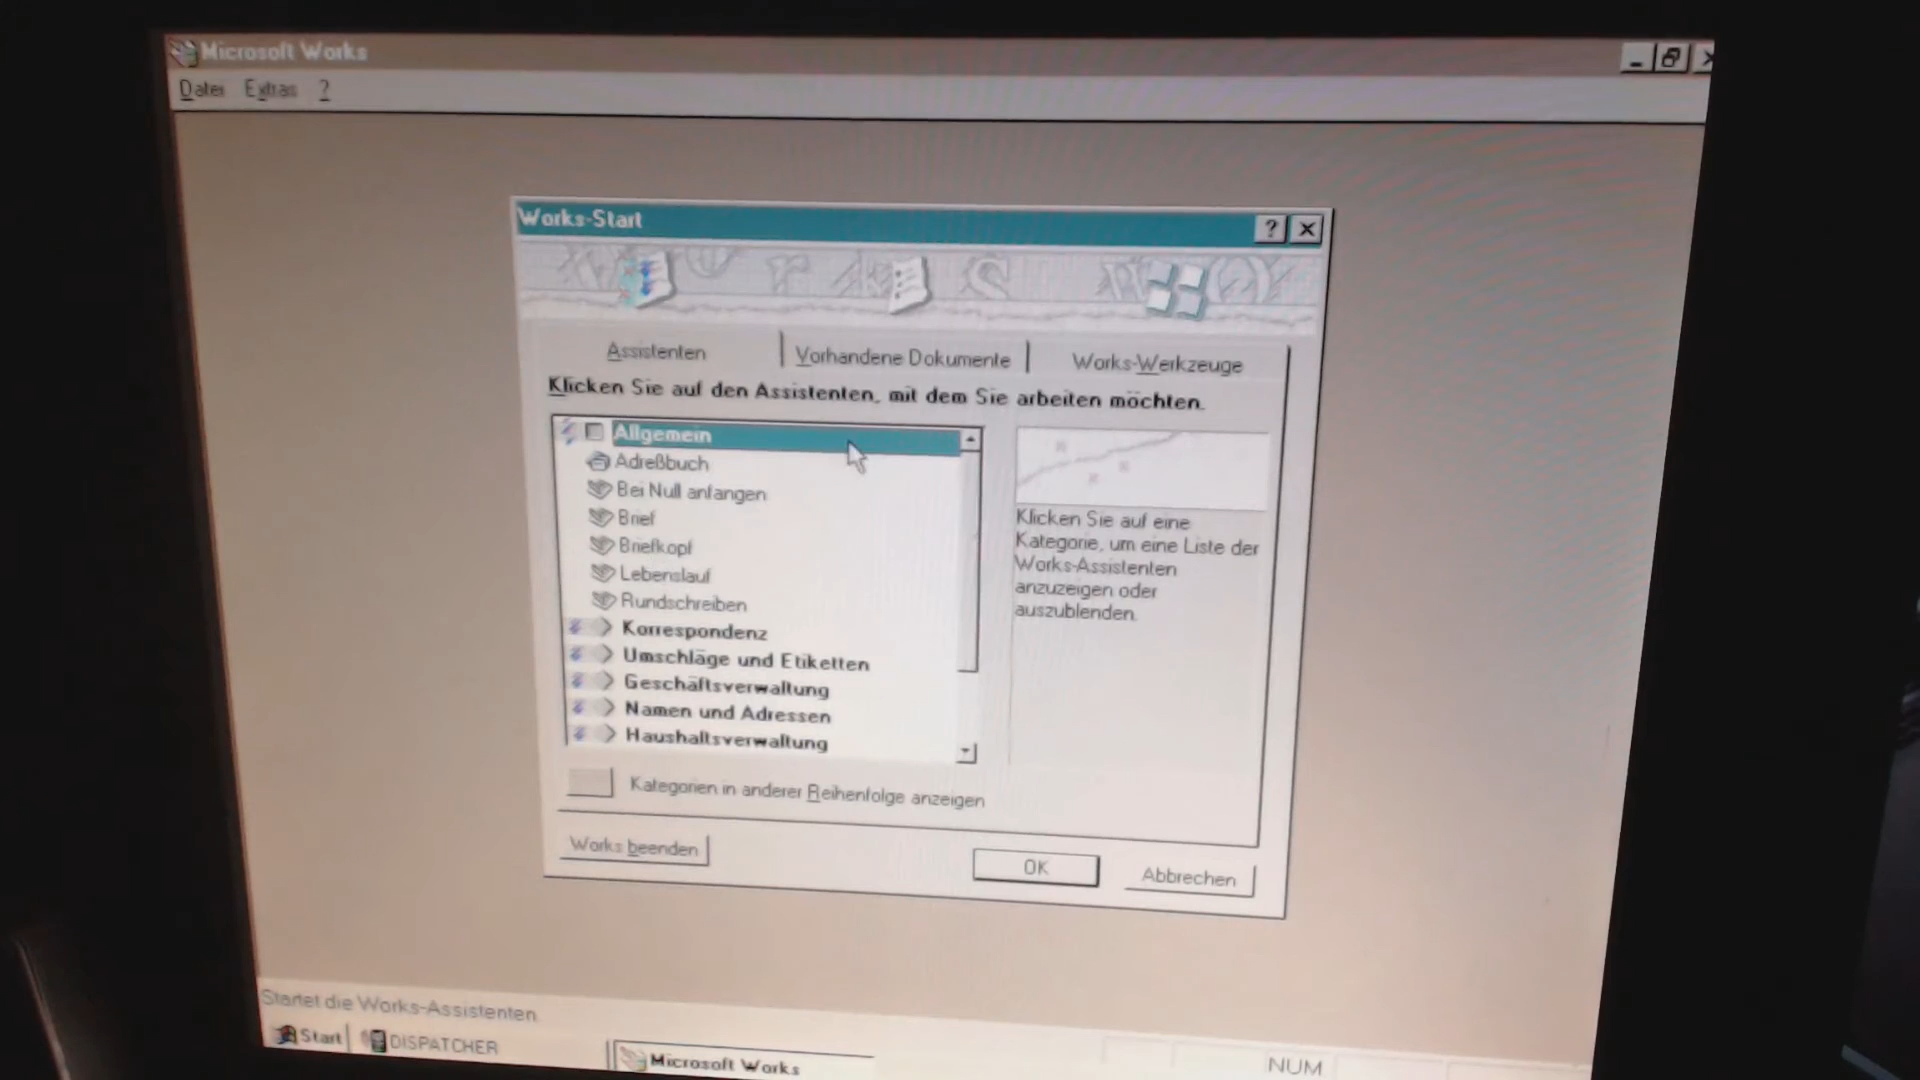 Microsoft Works
Datei Extras ?
Works-Start
Assistenten
Vorhandene Dokumente
Works-Werkzeuge
Klicken Sie auf den Assistenten, mit dem Sie arbeiten möchten.
Allgemein
Adreßbuch
Bei Null anfangen
Brief
Briefkopf
Lebenslauf
Rundschreiben
Korrespondenz
Umschläge und Etiketten
Geschäftsverwaltung
Namen und Adressen
Haushaltsverwaltung
Klicken Sie auf eine
Kategorie, um eine Liste der
Works-Assistenten
anzuzeigen oder
auszublenden.
Kategorien in anderer Reihenfolge anzeigen
Works beenden
OK
Abbrechen
Startet die Works-Assistenten
Start
DISPATCHER
Microsoft Works
NUM